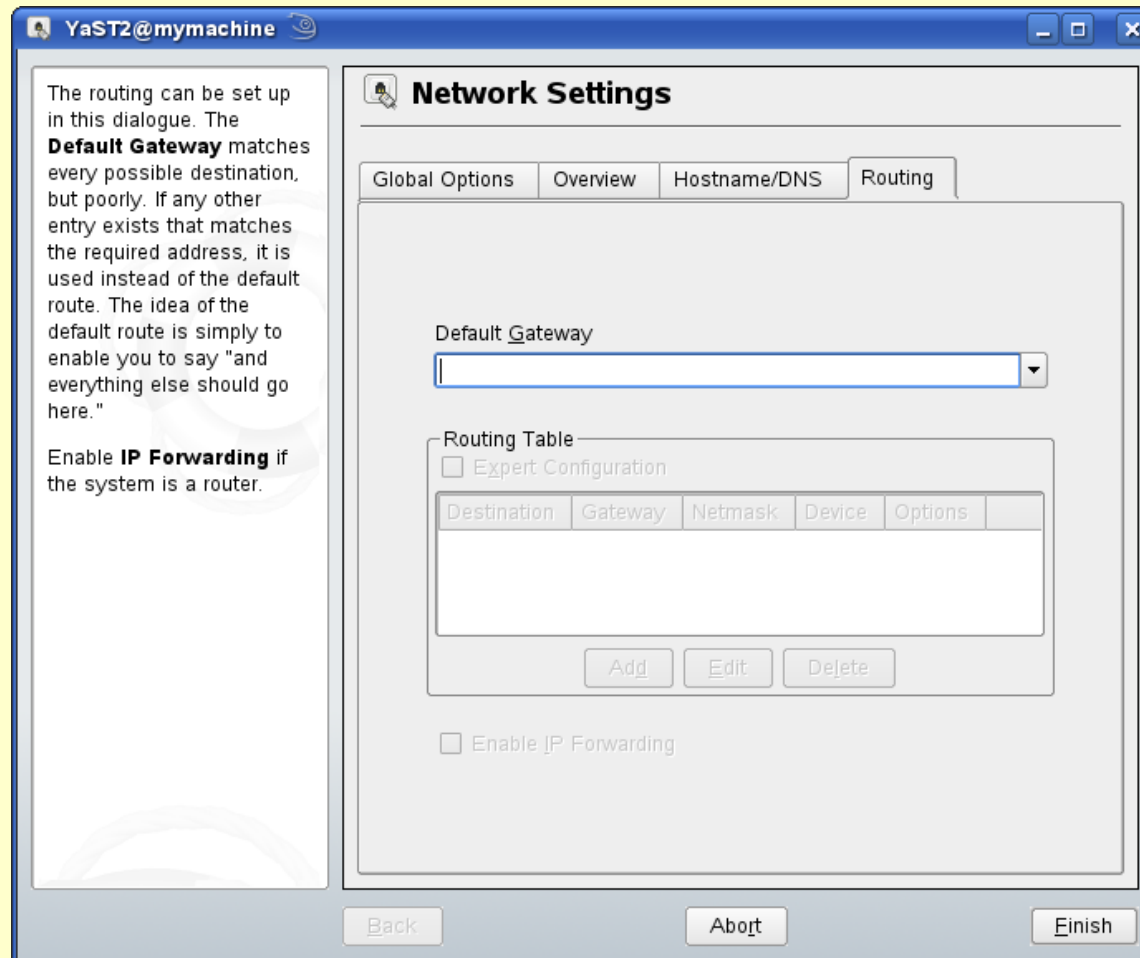 YaST2@mymachine
The routing can be set up
in this dialogue. The
Default Gateway matches
every possible destination,
but poorly. If any other
entry exists that matches
the required address, it is
used instead of the default
route. The idea of the
default route is simply to
enable you to say "and
everything else should go
here."
Enable IP Forwarding if
the system is a router.
Network Settings
Global Options Overview Hostname/DNS Routing
Default Gateway
Routing Table
Expert Configuration
Destination Gateway Netmask Device Options
Add Edit Delete
Enable IP Forwarding
Back Abort Finish